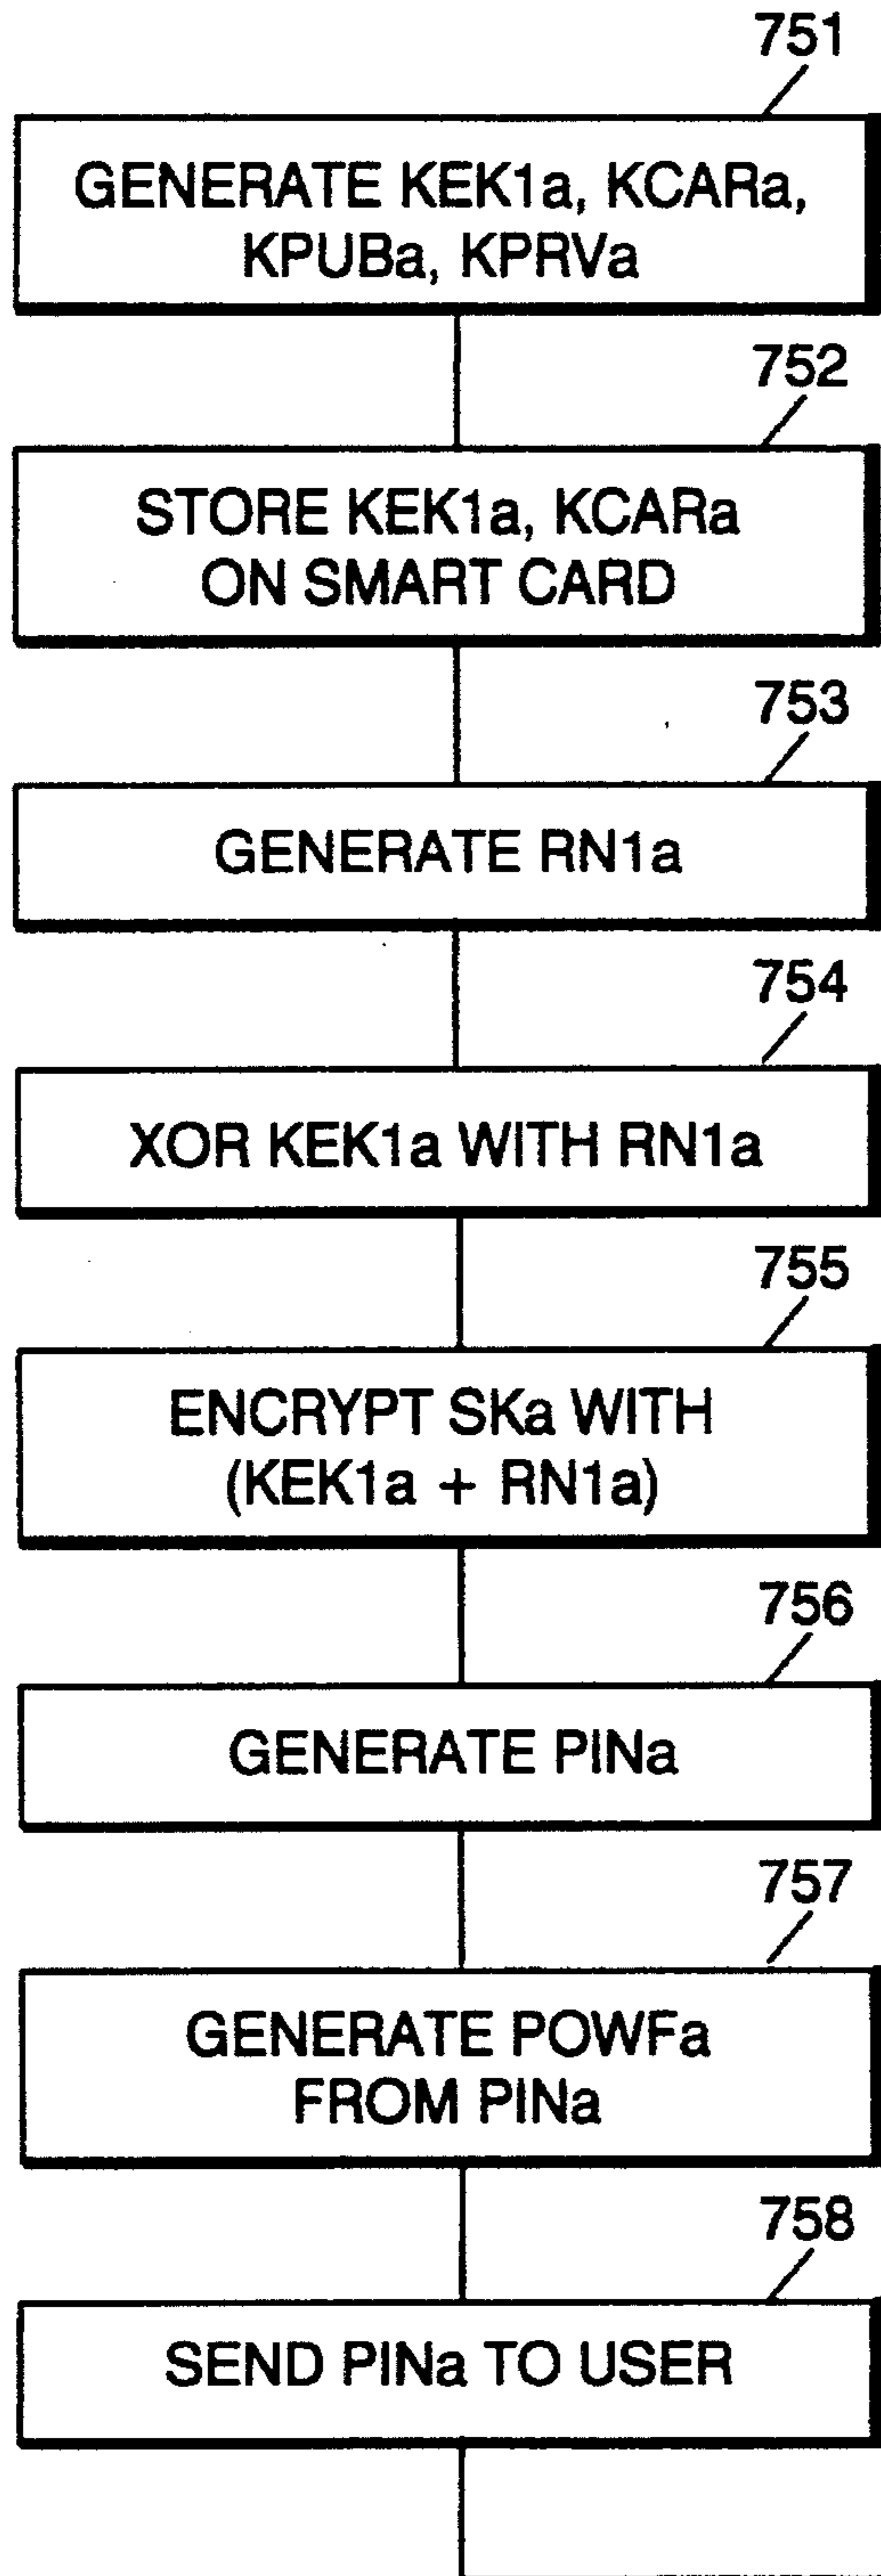 751
GENERATE KEK1a, KCARa,
KPUBa, KPRVa
752
STORE KEK1a, KCARa
ON SMART CARD
753
GENERATE RN1a
754
XOR KEK1a WITH RN1a
755
ENCRYPT SKa WITH
(KEK1a + RN1a)
756
GENERATE PINa
757
GENERATE POWFa
FROM PINa
758
SEND PINa TO USER